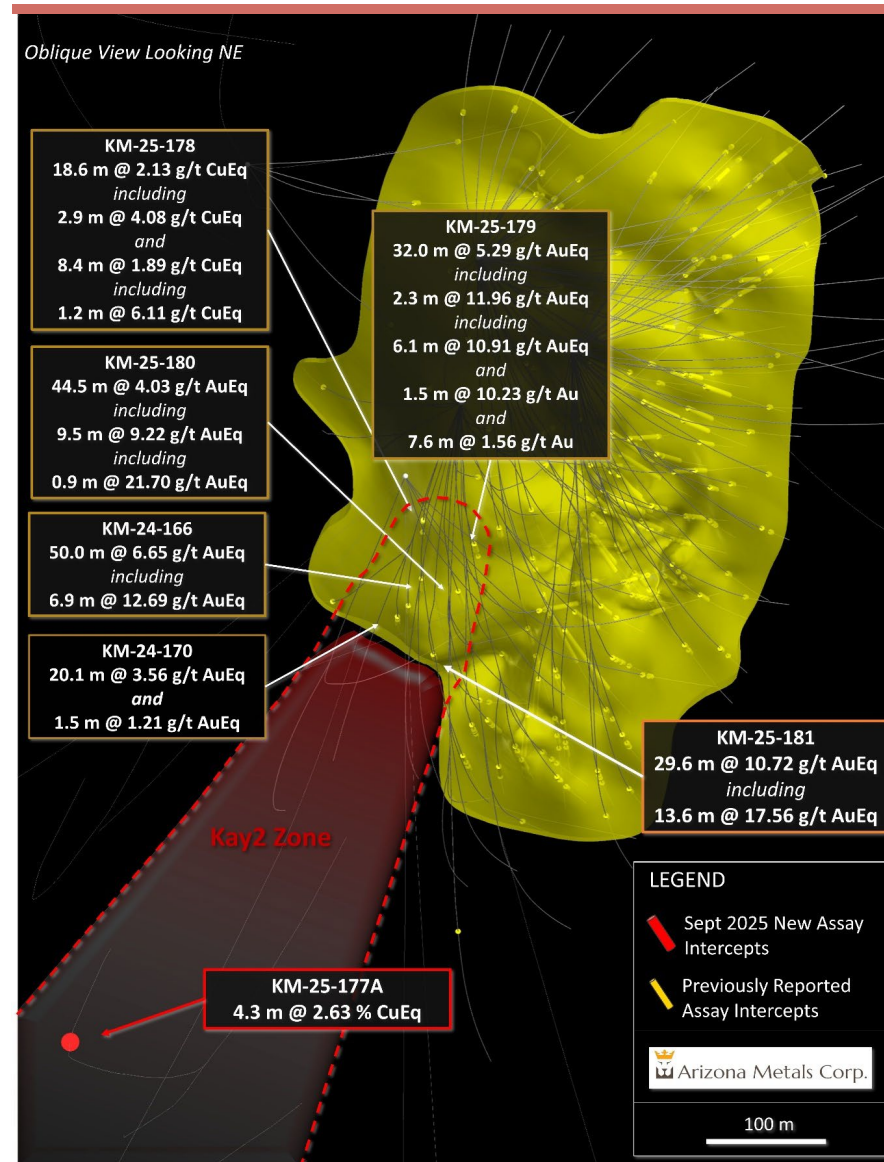 Oblique View Looking NE
KM-25-178
18.6 m @ 2.13 g/t CuEq
including
2.9 m @ 4.08 g/t CuEq
and
8.4 m @ 1.89 g/t CuEq
including
1.2 m @ 6.11 g/t CuEq
KM-25-179
32.0 m @ 5.29 g/t AuEq
including
2.3 m @ 11.96 g/t AuEq
including
6.1 m @ 10.91 g/t AuEq
and
1.5 m @ 10.23 g/t Au
and
7.6 m @ 1.56 g/t Au
KM-25-180
44.5 m @ 4.03 g/t AuEq
including
9.5 m @ 9.22 g/t AuEq
including
0.9 m @ 21.70 g/t AuEq
KM-24-166
50.0 m @ 6.65 g/t AuEq
including
6.9 m @ 12.69 g/t AuEq
KM-24-170
20.1 m @ 3.56 g/t AuEq
and
1.5 m @ 1.21 g/t AuEq
KM-25-181
29.6 m @ 10.72 g/t AuEq
including
13.6 m @ 17.56 g/t AuEq
Kay2 Zone
KM-25-177A
4.3 m @ 2.63 % CuEq
LEGEND
Sept 2025 New Assay
Intercepts
Previously Reported
Assay Intercepts
Arizona Metals Corp.
100 m